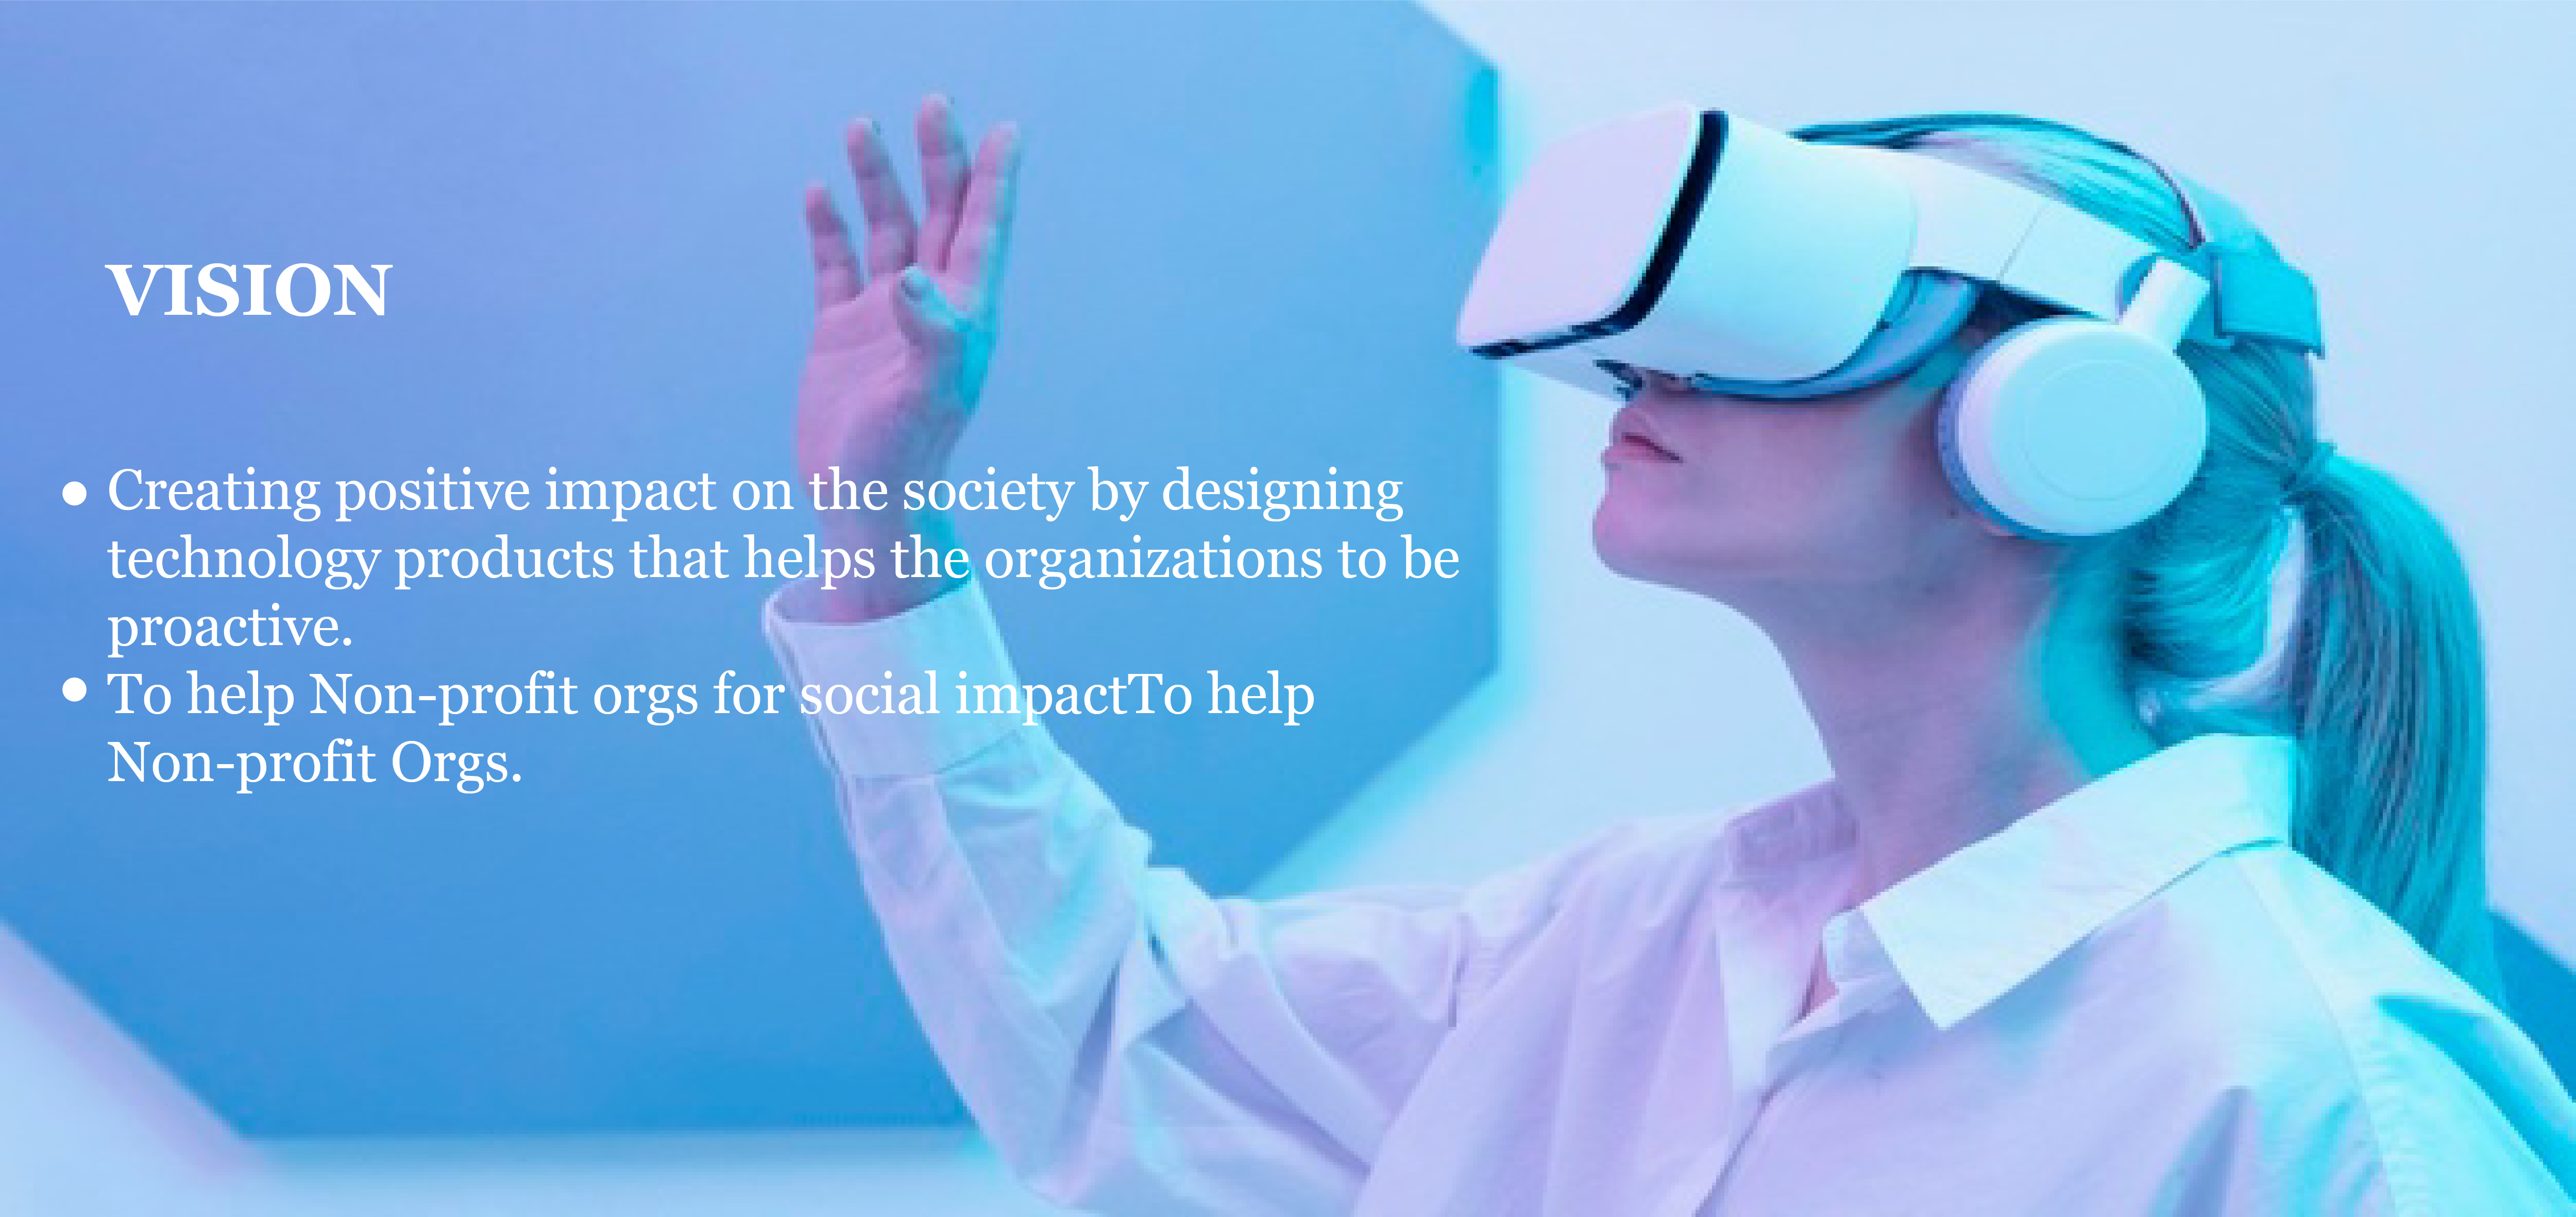 VISION
● Creating positive impact on the society by designing
technology products that helps the organizations to be
proactive.
● To help Non-profit orgs for social impactTo help
Non-profit Orgs.